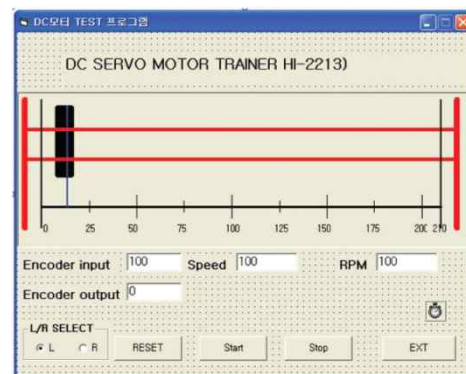 DC모터 TEST 프로그램
DC SERVO MOTOR TRAINER HI-2213)
0 25 50 75 100 125 150 175 200 210
Encoder input 100 Speed 100 RPM 100
Encoder output 0
L/R SELECT
L R RESET Start Stop EXT